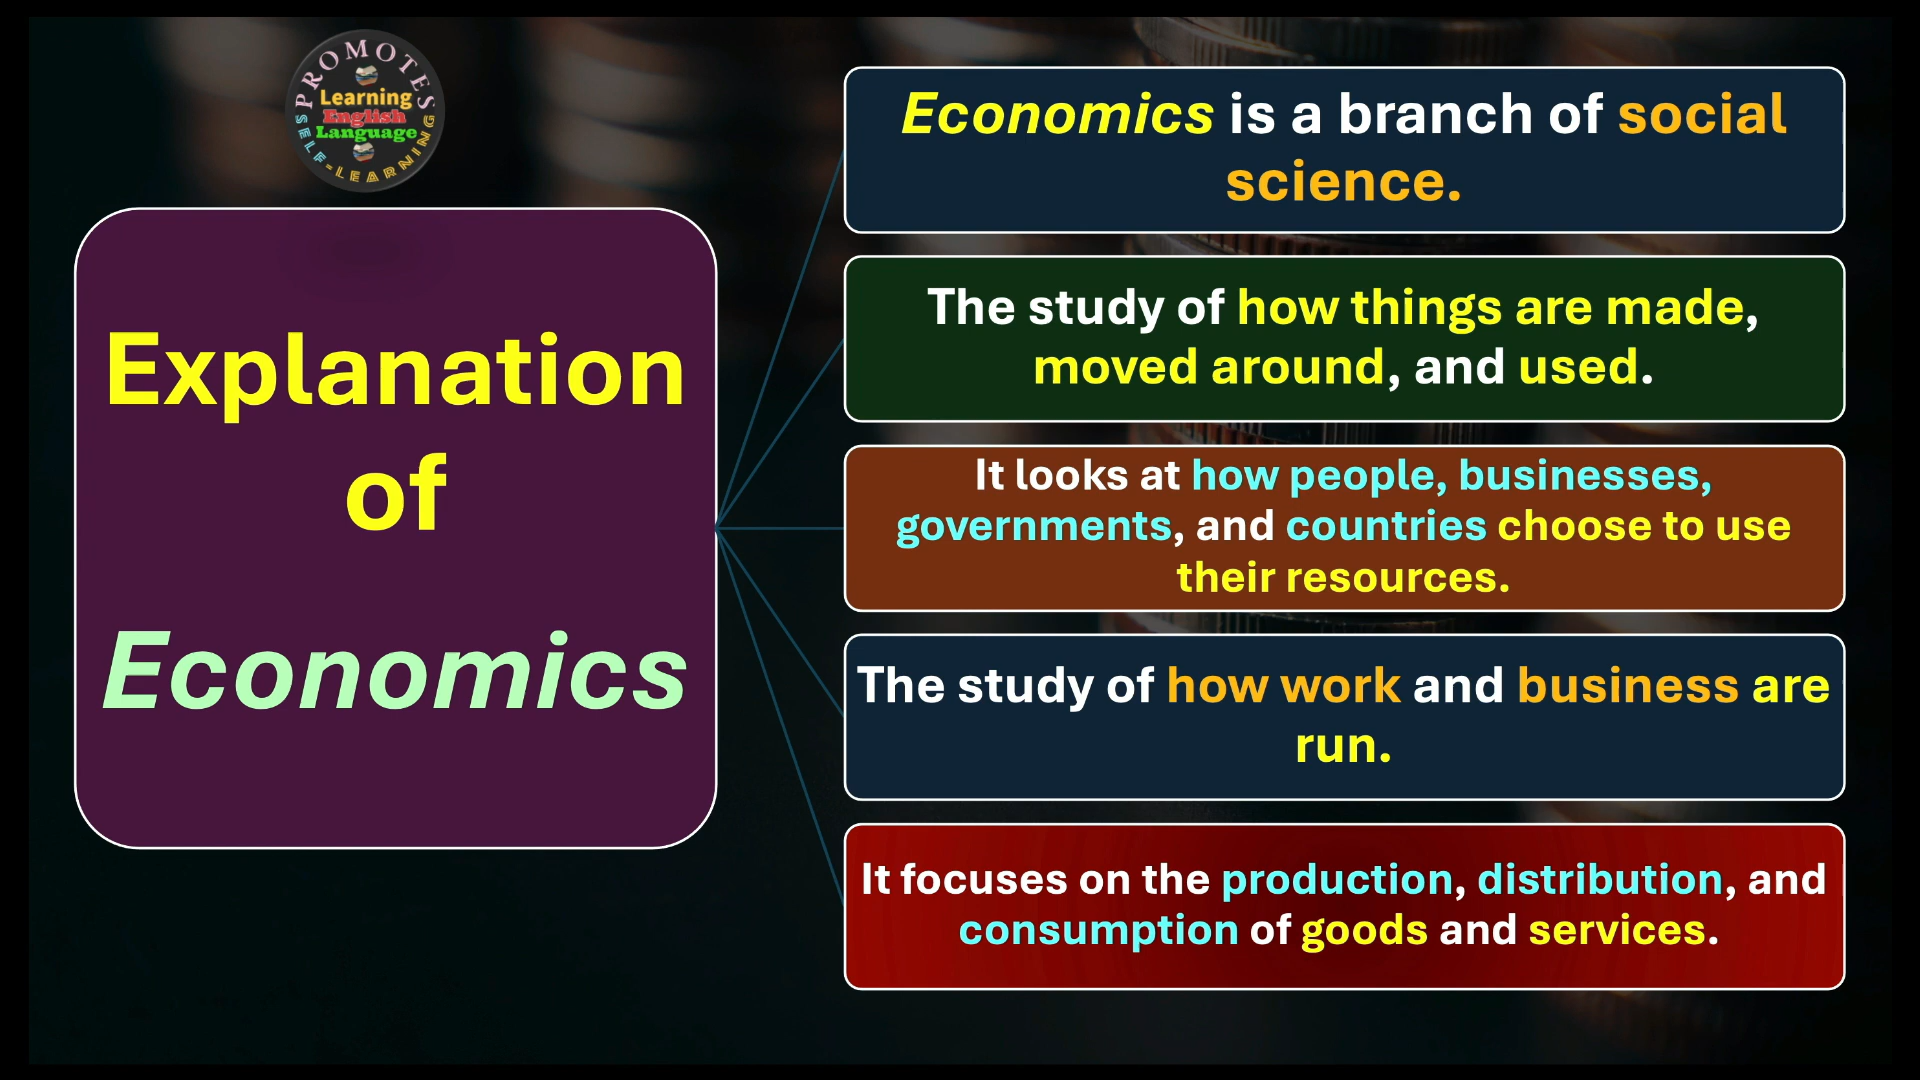 PROMOTES
Learning
English
Language
SELF-LEARNING
Explanation
of
Economics
Economics is a branch of social
science.
The study of how things are made,
moved around, and used.
It looks at how people, businesses,
governments, and countries choose to use
their resources.
The study of how work and business are
run.
It focuses on the production, distribution, and
consumption of goods and services.